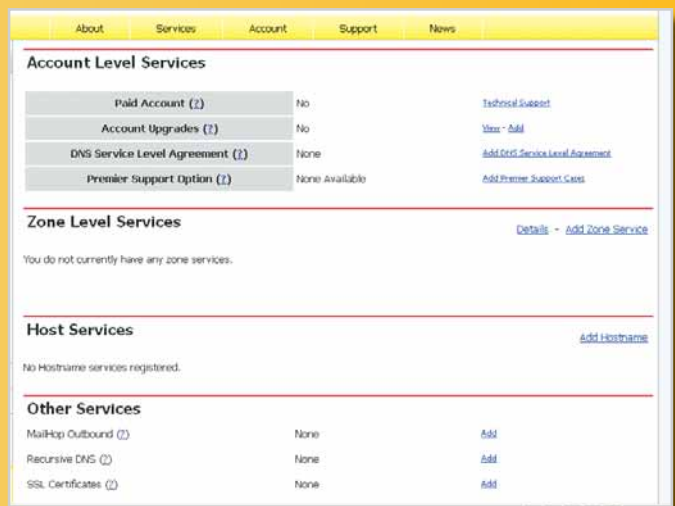 About Services Account Support News
Account Level Services
Paid Account (?) No Technical Support
Account Upgrades (?) No View - Add
DNS Service Level Agreement (?) None Add DNS Service Level Agreement
Premier Support Option (?) None Available Add Premier Support Cases
Zone Level Services
Details - Add Zone Service
You do not currently have any zone services.
Host Services
Add Hostname
No Hostname services registered.
Other Services
MailHop Outbound (?) None Add
Recursive DNS (?) None Add
SSL Certificates (?) None Add